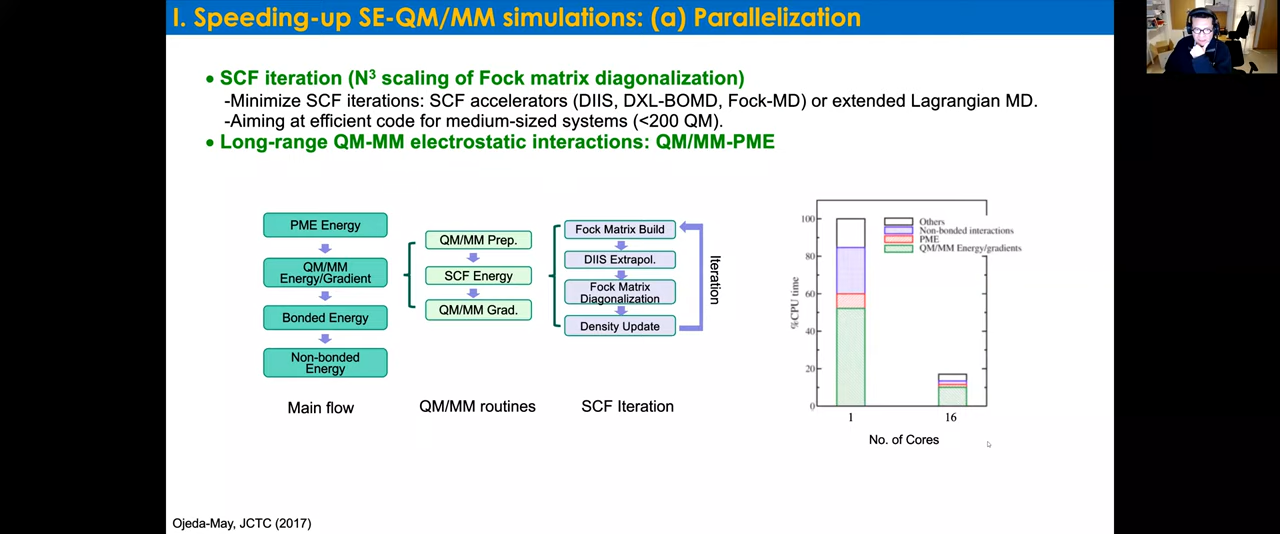 I. Speeding-up SE-QM/MM simulations: (a) Parallelization
• SCF iteration (N³ scaling of Fock matrix diagonalization)
-Minimize SCF iterations: SCF accelerators (DIIS, DXL-BOMD, Fock-MD) or extended Lagrangian MD.
-Aiming at efficient code for medium-sized systems (<200 QM).
• Long-range QM-MM electrostatic interactions: QM/MM-PME
PME Energy
QM/MM
Energy/Gradient
Bonded Energy
Non-bonded
Energy
Main flow
QM/MM Prep.
SCF Energy
QM/MM Grad.
QM/MM routines
Fock Matrix Build
DIIS Extrapol.
Fock Matrix
Diagonalization
Density Update
Iteration
SCF Iteration
%CPU time
100
80
60
40
20
0
Others
Non-bonded interactions
PME
QM/MM Energy/gradients
1
16
No. of Cores
Ojeda-May, JCTC (2017)